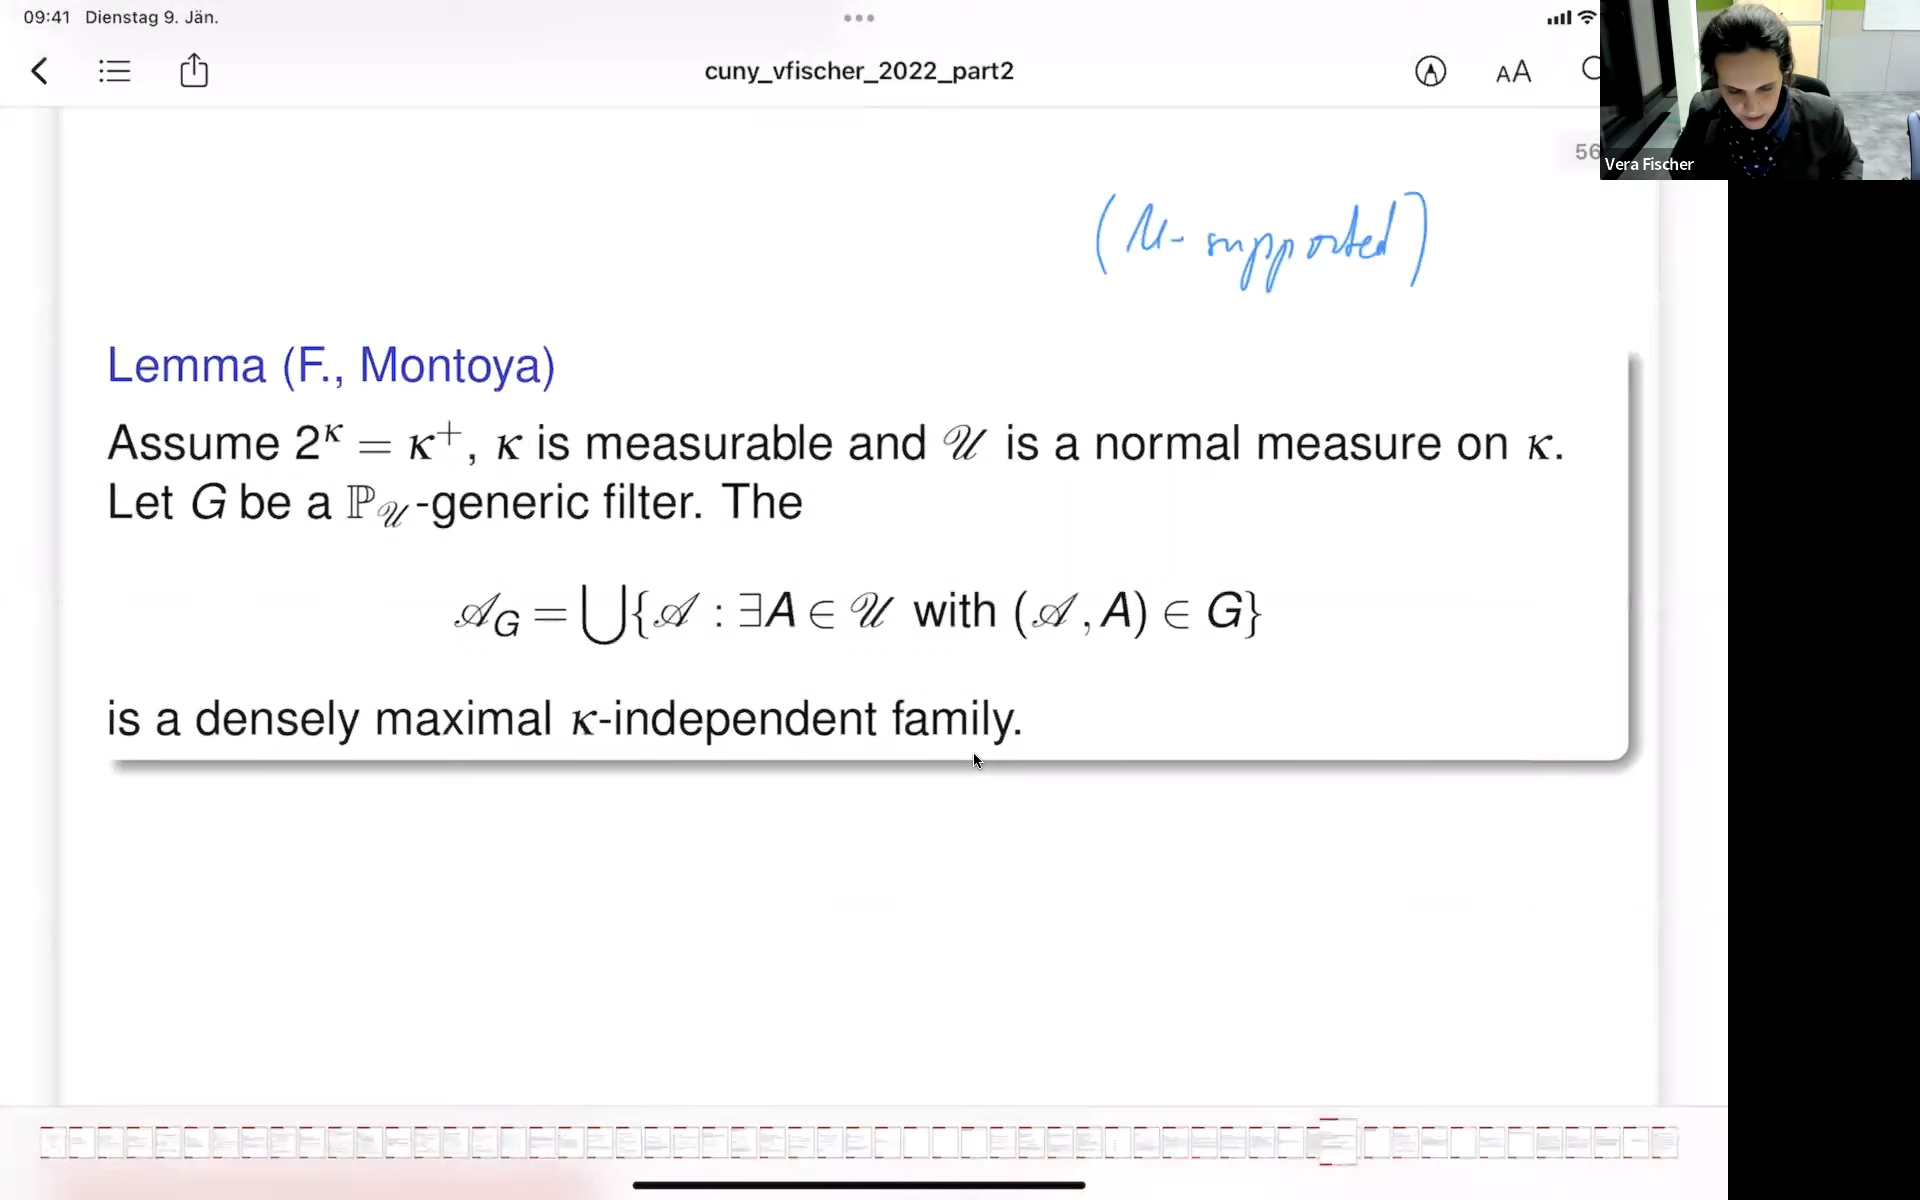 09:41 Dienstag 9. Jän.
cuny_vfischer_2022_part2
AA
56
Vera Fischer
(𝒰-supported)
Lemma (F., Montoya)
Assume 2^κ = κ⁺, κ is measurable and 𝒰 is a normal measure on κ.
Let G be a ℙ_𝒰-generic filter. The
𝒜_G = ⋃{𝒜 : ∃A ∈ 𝒰 with (𝒜, A) ∈ G}
is a densely maximal κ-independent family.